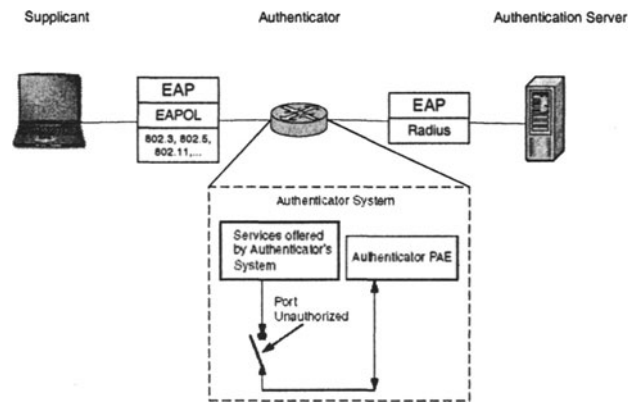 Supplicant
Authenticator
Authentication Server
EAP
EAPOL
802.3, 802.5,
802.11,...
EAP
Radius
Authenticator System
Services offered
by Authenticator's
System
Authenticator PAE
Port
Unauthorized